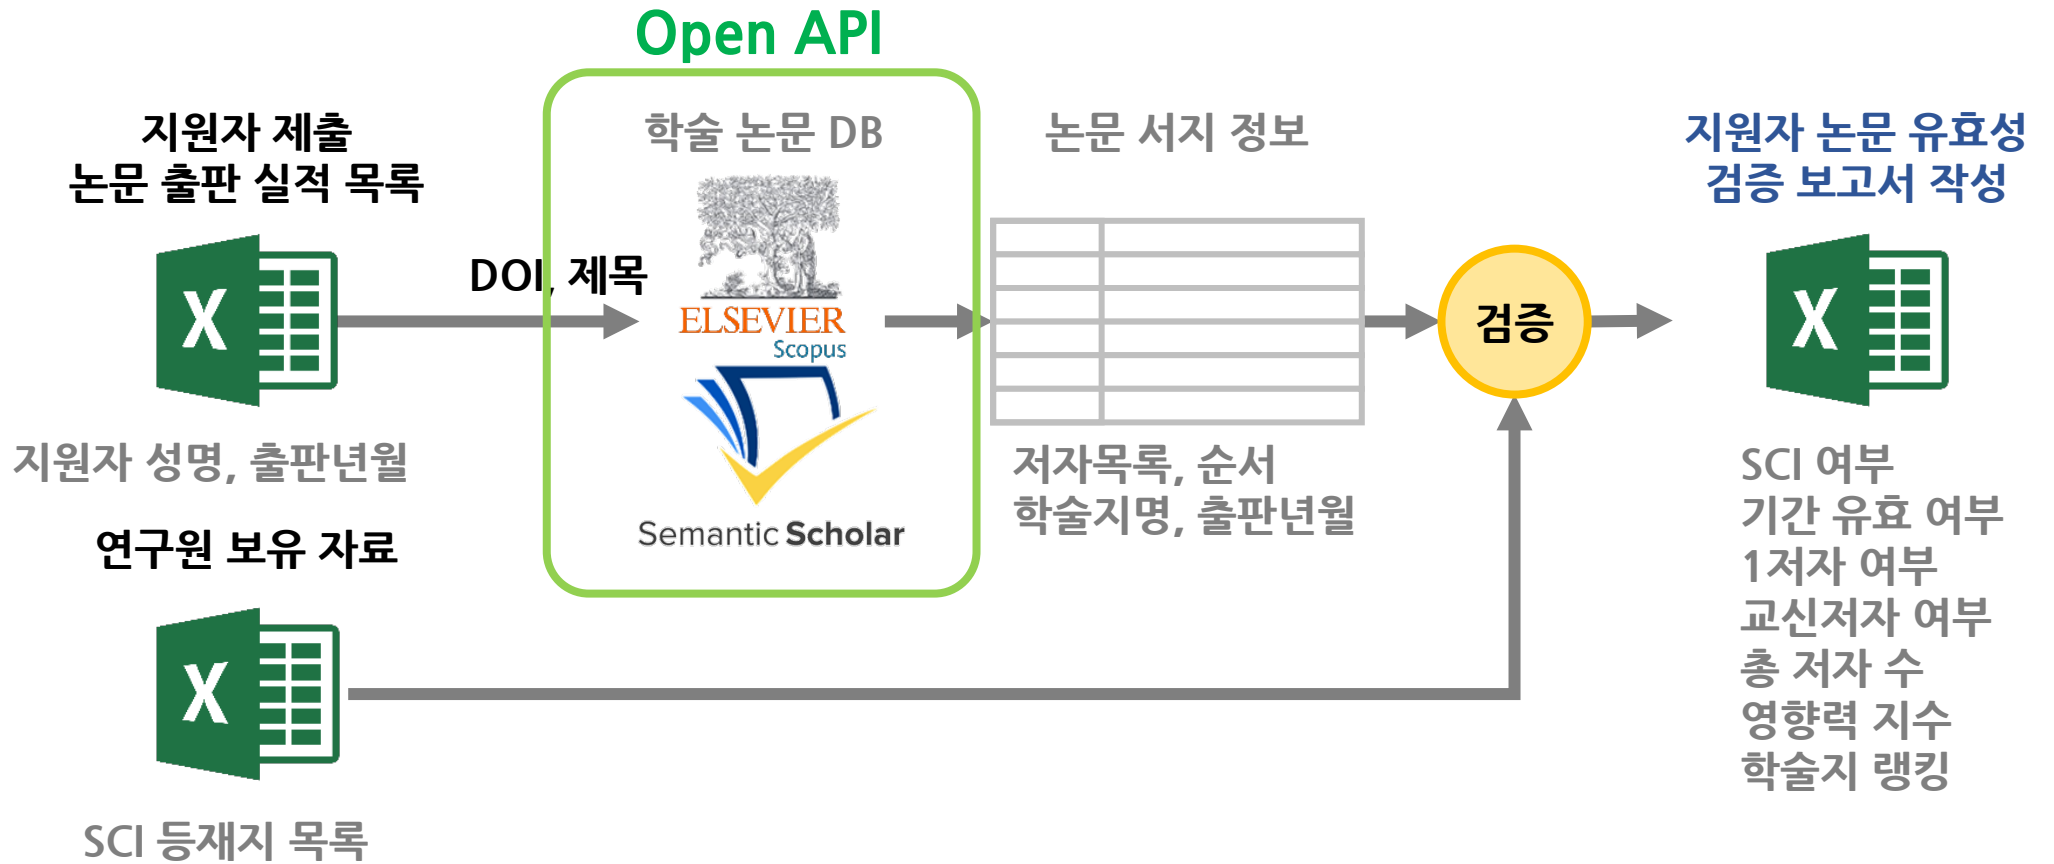 Open API
지원자 제출
논문 출판 실적 목록
X
지원자 성명, 출판년월
DOI, 제목
학술 논문 DB
ELSEVIER
Scopus
Semantic Scholar
논문 서지 정보
저자목록, 순서
학술지명, 출판년월
검증
지원자 논문 유효성
검증 보고서 작성
X
SCI 여부
기간 유효 여부
1저자 여부
교신저자 여부
총 저자 수
영향력 지수
학술지 랭킹
연구원 보유 자료
X
SCI 등재지 목록